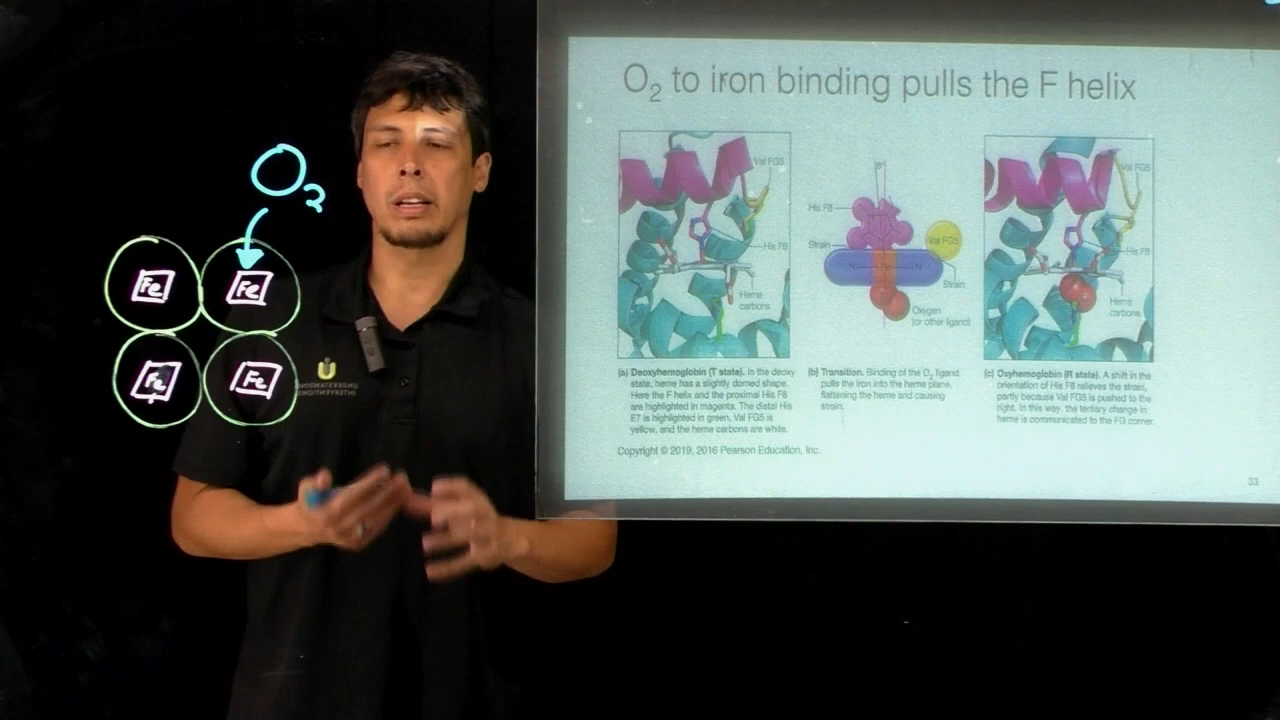 O2
Fe
Fe
Fe
Fe
O2 to iron binding pulls the F helix
Val FG5
His F8
Heme
carbons
His F8
Strain
Val FG5
N
Fe
N
Strain
Oxygen
(or other ligand)
Val FG5
His F8
Heme
carbons
(a) Deoxyhemoglobin (T state). In the deoxy
state, heme has a slightly domed shape.
Here the F helix and the proximal His F8
are highlighted in magenta. The distal His
E7 is highlighted in green, Val FG5 is
yellow, and the heme carbons are white.
(b) Transition. Binding of the O2 ligand
pulls the iron into the heme plane,
flattening the heme and causing
strain.
(c) Oxyhemoglobin (R state). A shift in the
orientation of His F8 relieves the strain,
partly because Val FG5 is pushed to the
right. In this way, the tertiary change in
heme is communicated to the FG corner.
Copyright © 2019, 2016 Pearson Education, Inc.
33